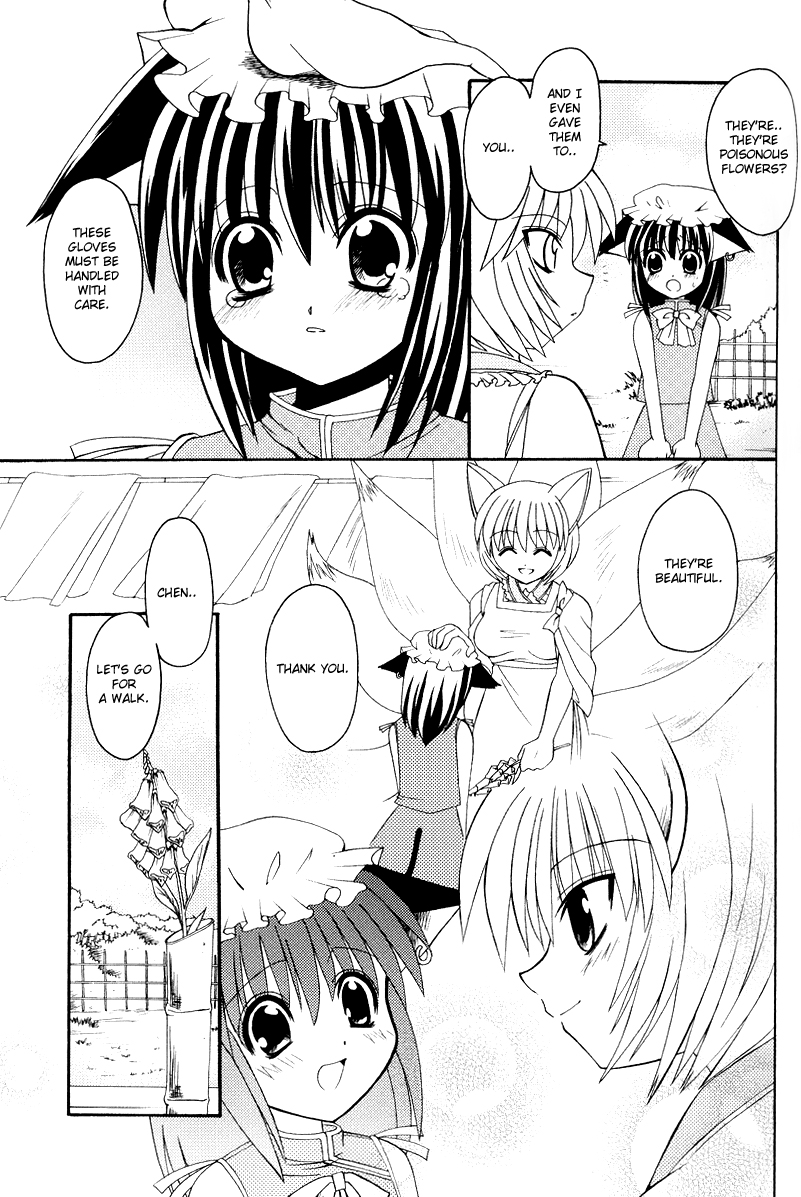 THEY'RE..
THEY'RE
POISONOUS
FLOWERS?
AND I
EVEN
GAVE
THEM
TO..
YOU..
THESE
GLOVES
MUST BE
HANDLED
WITH
CARE.
THEY'RE
BEAUTIFUL.
THANK YOU.
CHEN..
LET'S GO
FOR
A WALK.